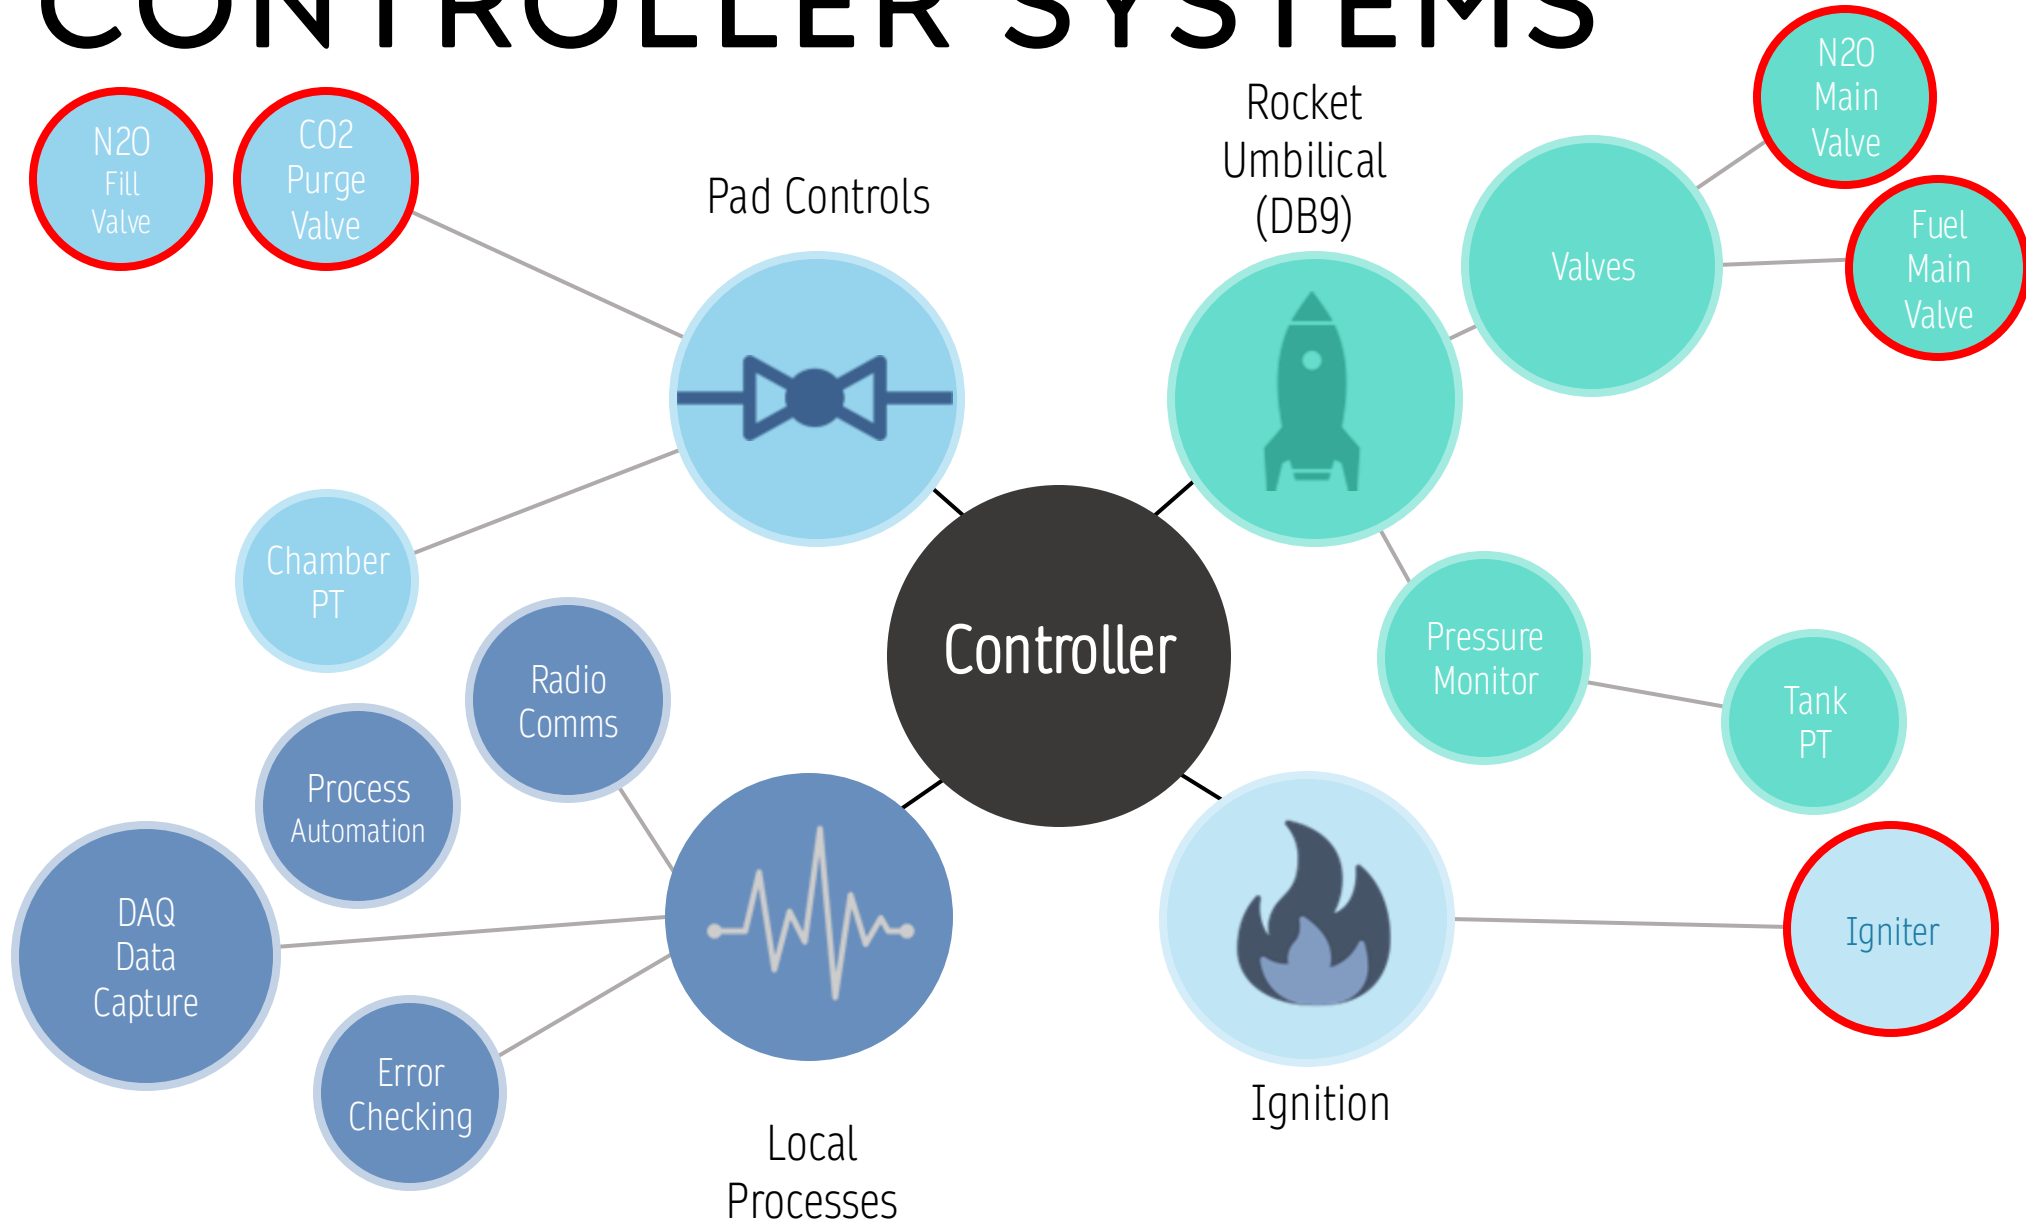 CONTROLLER SYSTEMS
N2O
Fill
Valve
CO2
Purge
Valve
Pad Controls
Rocket
Umbilical
(DB9)
Valves
N2O
Main
Valve
Fuel
Main
Valve
Chamber
PT
Radio
Comms
Process
Automation
DAQ
Data
Capture
Error
Checking
Controller
Pressure
Monitor
Tank
PT
Igniter
Ignition
Local
Processes